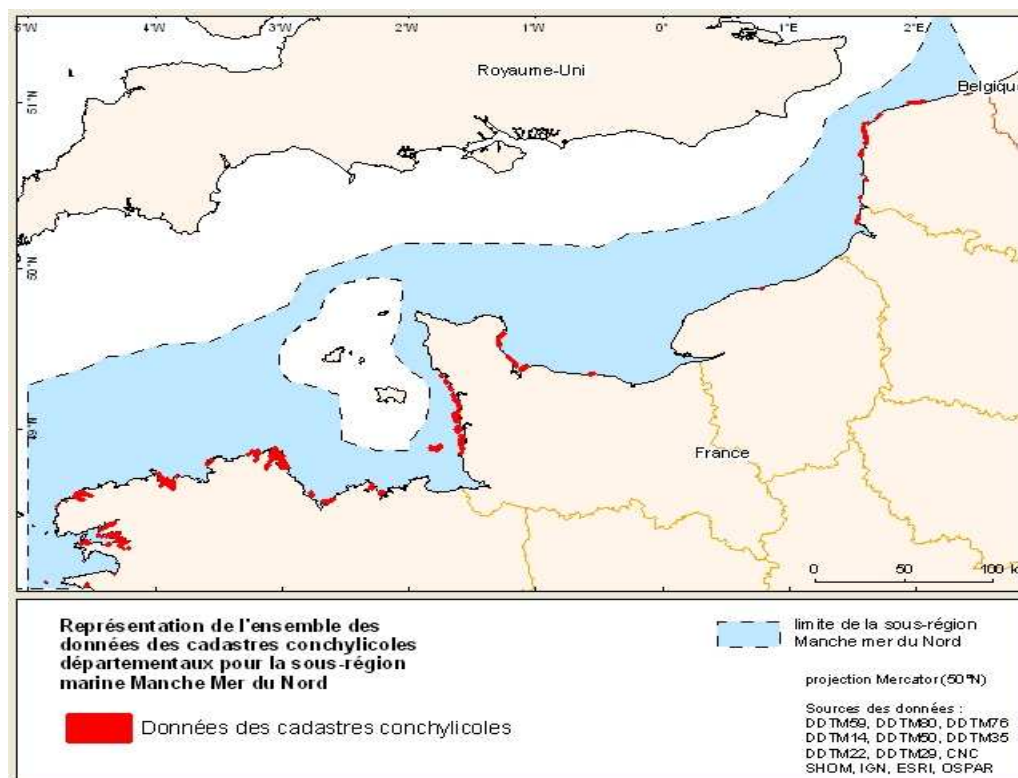 5°W 4°W 3°W 2°W 1°W 0° 1°E 2°E
Royaume-Uni
Belgique
51°N
50°N
49°N
France
0 50 100 k
Représentation de l'ensemble des
données des cadastres conchylicoles
départementaux pour la sous-région
marine Manche Mer du Nord
Données des cadastres conchylicoles
limite de la sous-région
Manche mer du Nord
projection Mercator (50°N)
Sources des données :
DDTM59, DDTM80, DDTM76
DDTM14, DDTM50, DDTM35
DDTM22, DDTM29, CNC
SHOM, IGN, ESRI, OSPAR